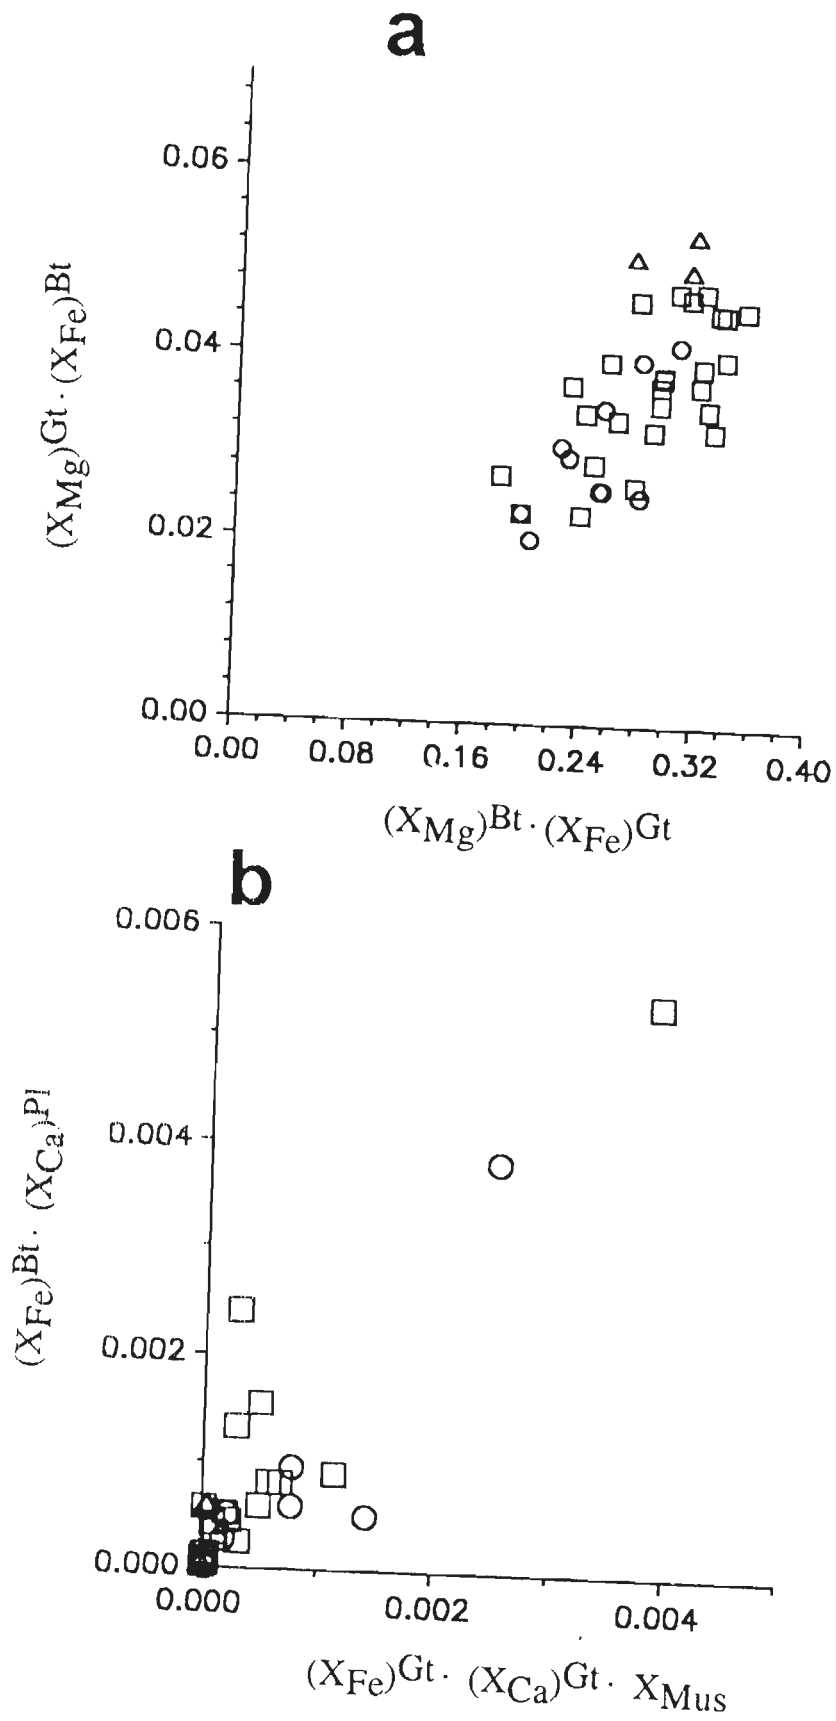 a
0.06
0.04
0.02
0.00
(XMg)Gt · (XFe)Bt
0.00 0.08 0.16 0.24 0.32 0.40
(XMg)Bt · (XFe)Gt
b
0.006
0.004
0.002
0.000
(XFe)Bt · (XCa)Pl
0.000 0.002 0.004
(XFe)Gt · (XCa)Gt · XMus